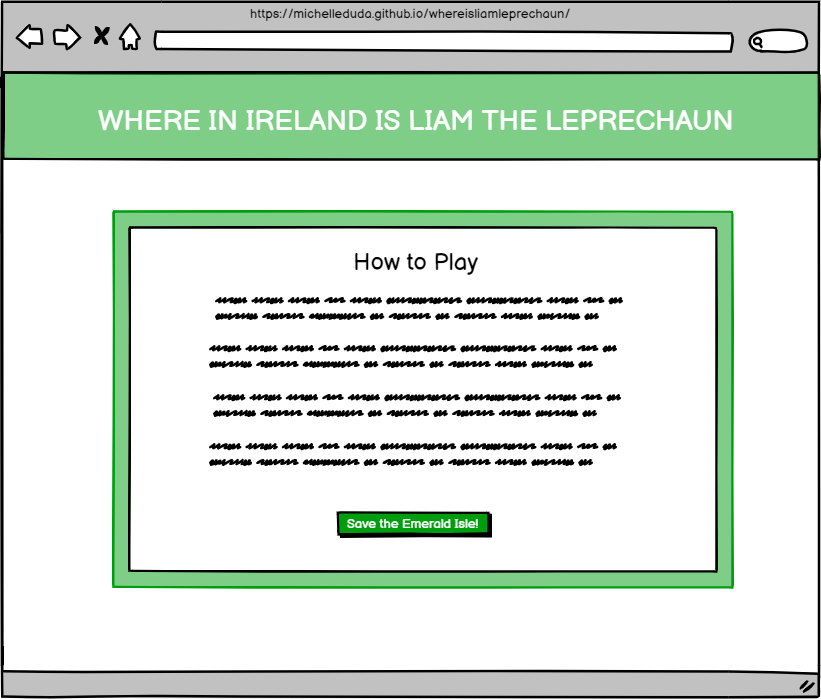 https://michelleduda.github.io/whereisliamleprechaun/
WHERE IN IRELAND IS LIAM THE LEPRECHAUN
How to Play
Save the Emerald Isle!